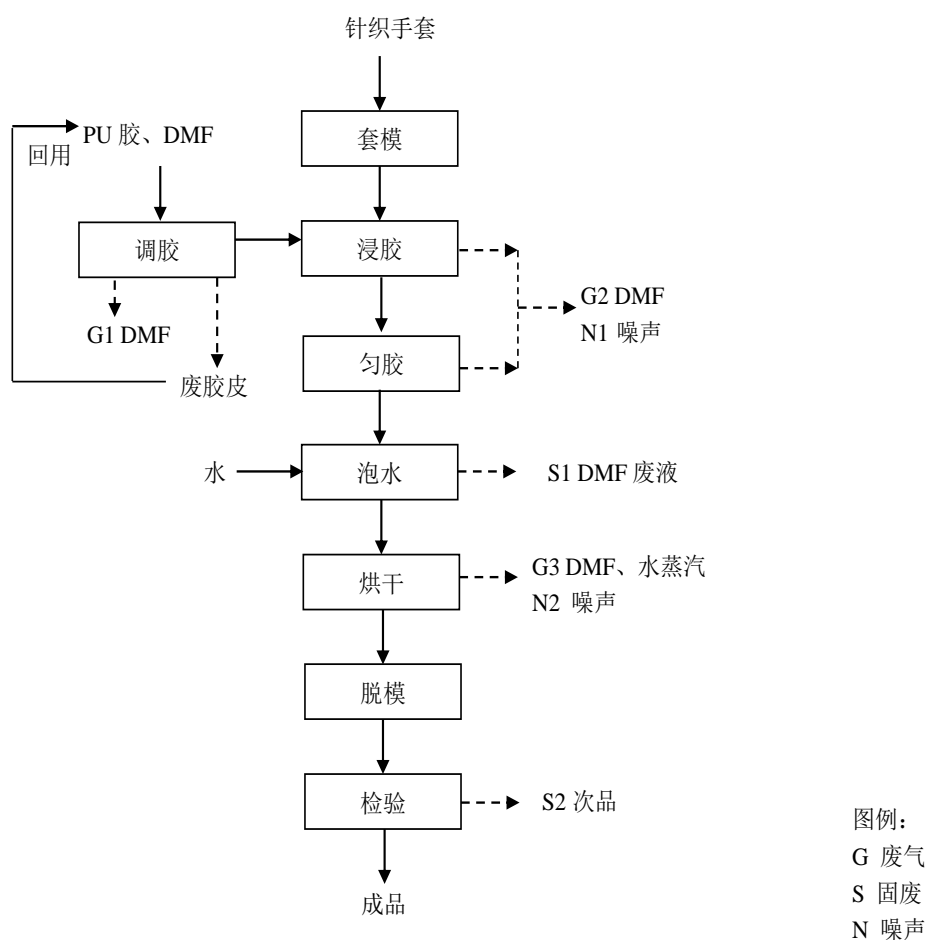 针织手套
套模
PU 胶、DMF
回用
调胶
浸胶
G1 DMF
G2 DMF
N1 噪声
匀胶
废胶皮
水
泡水
S1 DMF 废液
烘干
G3 DMF、水蒸汽
N2 噪声
脱模
检验
S2 次品
成品
图例：
G 废气
S 固废
N 噪声